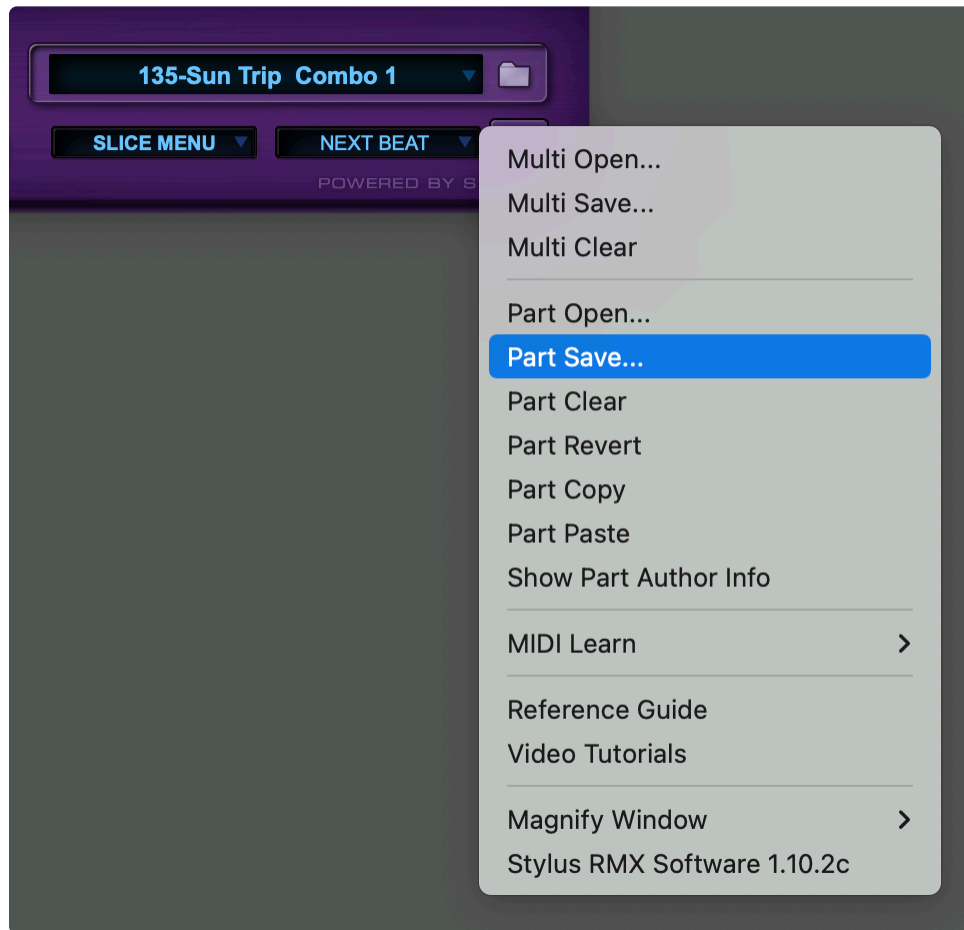 135-Sun Trip Combo 1
SLICE MENU
NEXT BEAT
POWERED BY S
Multi Open...
Multi Save...
Multi Clear
Part Open...
Part Save...
Part Clear
Part Revert
Part Copy
Part Paste
Show Part Author Info
MIDI Learn
Reference Guide
Video Tutorials
Magnify Window
Stylus RMX Software 1.10.2c